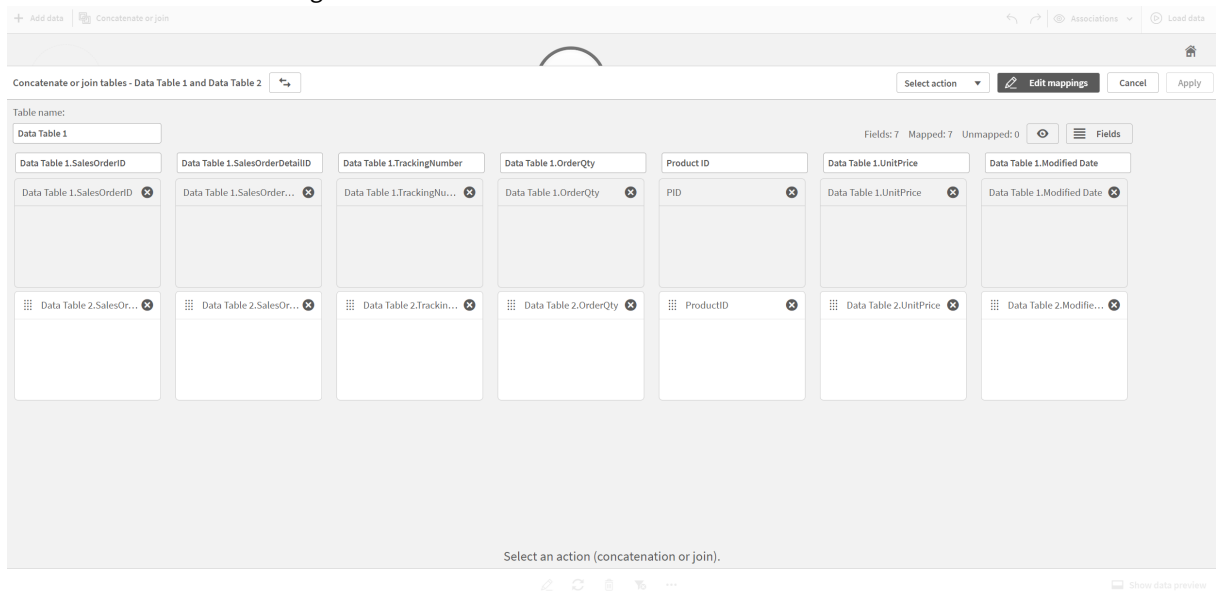 Add data Concatenate or join Associations Load data
Concatenate or join tables - Data Table 1 and Data Table 2 Select action Edit mappings Cancel Apply
Table name:
Data Table 1 Fields: 7 Mapped: 7 Unmapped: 0 Fields
Data Table 1.SalesOrderID Data Table 1.SalesOrderDetailID Data Table 1.TrackingNumber Data Table 1.OrderQty Product ID Data Table 1.UnitPrice Data Table 1.Modified Date
Data Table 1.SalesOrderID Data Table 1.SalesOrder... Data Table 1.TrackingNu... Data Table 1.OrderQty PID Data Table 1.UnitPrice Data Table 1.Modified Date
Data Table 2.SalesOr... Data Table 2.SalesOr... Data Table 2.Trackin... Data Table 2.OrderQty ProductID Data Table 2.UnitPrice Data Table 2.Modifie...
Select an action (concatenation or join).
Show data preview